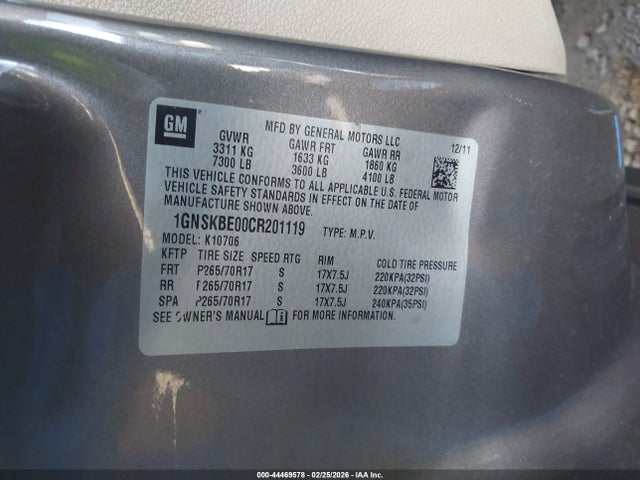 GM
MFD BY GENERAL MOTORS LLC
12/11
GVWR GAWR FRT GAWR RR
3311 KG 1633 KG 1860 KG
7300 LB 3600 LB 4100 LB
THIS VEHICLE CONFORMS TO ALL APPLICABLE U.S. FEDERAL MOTOR
VEHICLE SAFETY STANDARDS IN EFFECT ON THE DATE OF
MANUFACTURE SHOWN ABOVE.
1GNSKBE00CR201119 TYPE: M.P.V.
MODEL: K10706
KFTP TIRE SIZE SPEED RTG RIM COLD TIRE PRESSURE
FRT P265/70R17 S 17X7.5J 220KPA(32PSI)
RR P265/70R17 S 17X7.5J 220KPA(32PSI)
SPA P265/70R17 S 17X7.5J 240KPA(35PSI)
SEE OWNER'S MANUAL FOR MORE INFORMATION
000-44469578 - 02/25/2026 - IAAI.COM